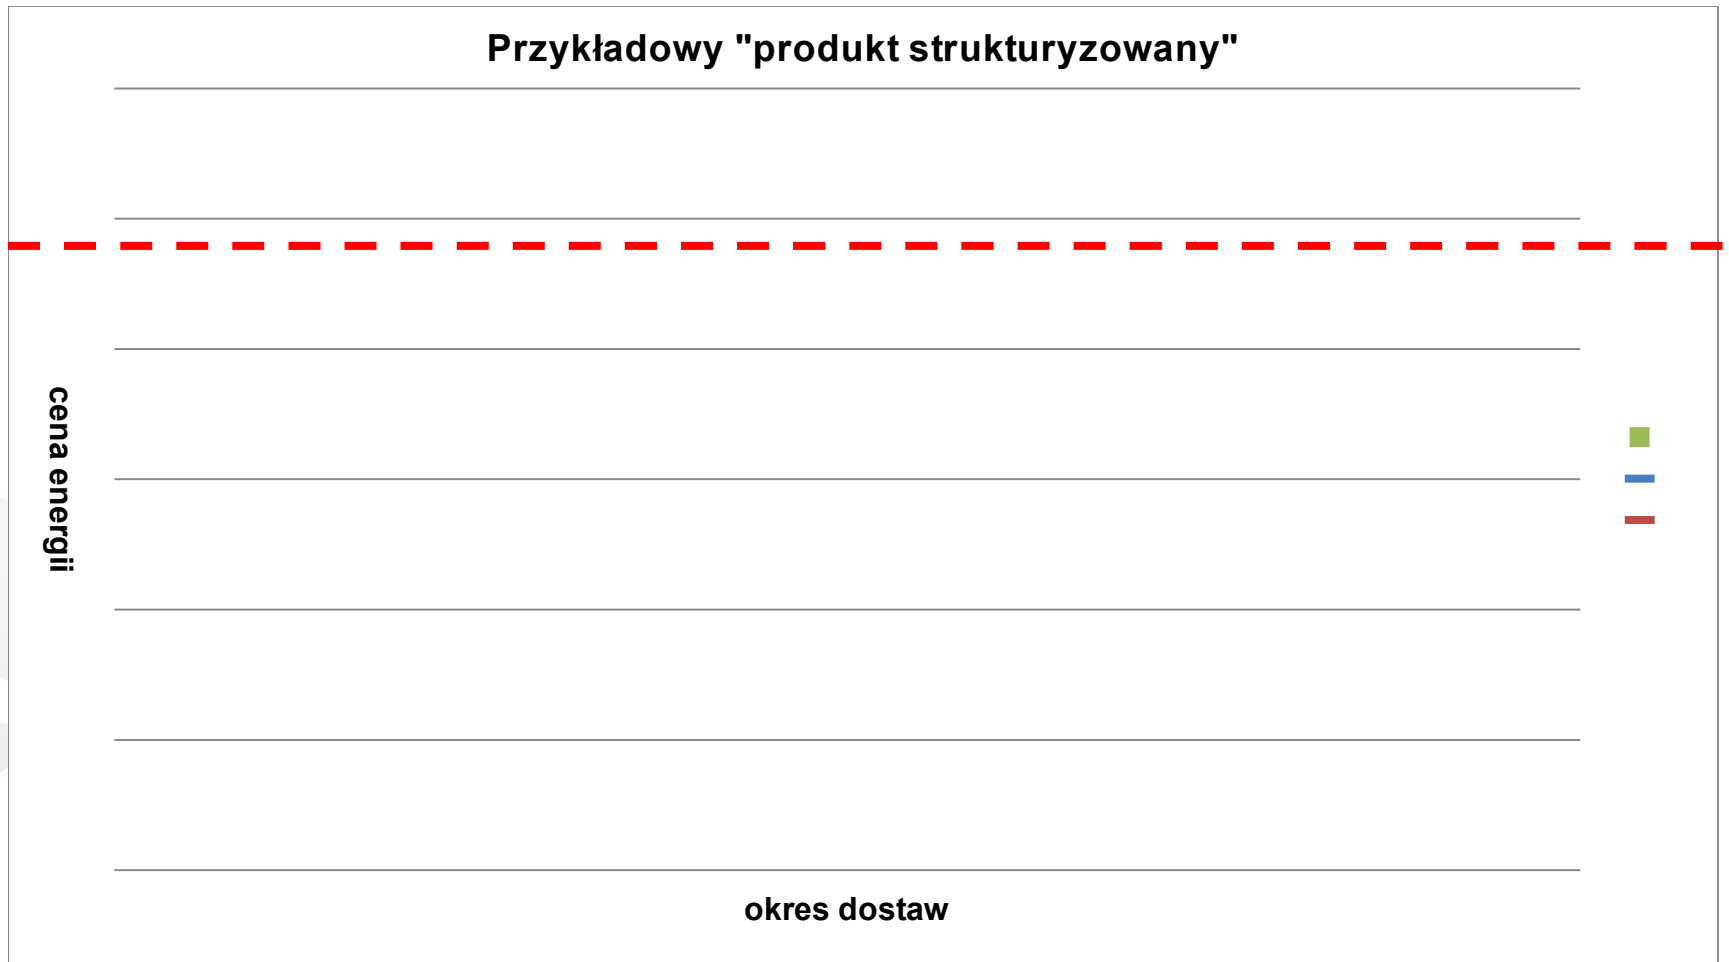 Przykładowy "produkt strukturyzowany"
cena energii
okres dostaw